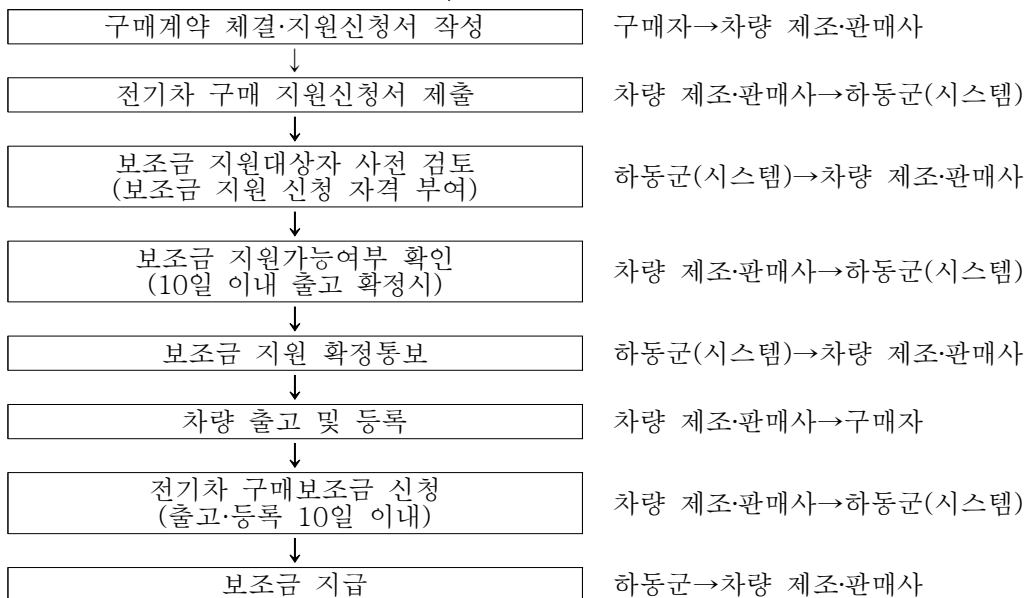 구매계약 체결·지원신청서 작성 구매자→차량 제조·판매사
↓
전기차 구매 지원신청서 제출 차량 제조·판매사→하동군(시스템)
↓
보조금 지원대상자 사전 검토
(보조금 지원 신청 자격 부여) 하동군(시스템)→차량 제조·판매사
↓
보조금 지원가능여부 확인
(10일 이내 출고 확정시) 차량 제조·판매사→하동군(시스템)
↓
보조금 지원 확정통보 하동군(시스템)→차량 제조·판매사
↓
차량 출고 및 등록 차량 제조·판매사→구매자
↓
전기차 구매보조금 신청
(출고·등록 10일 이내) 차량 제조·판매사→하동군(시스템)
↓
보조금 지급 하동군→차량 제조·판매사